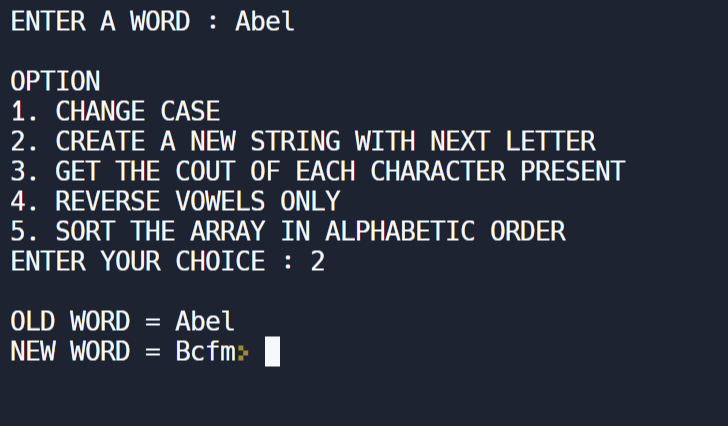 ENTER A WORD : Abel
OPTION
1. CHANGE CASE
2. CREATE A NEW STRING WITH NEXT LETTER
3. GET THE COUT OF EACH CHARACTER PRESENT
4. REVERSE VOWELS ONLY
5. SORT THE ARRAY IN ALPHABETIC ORDER
ENTER YOUR CHOICE : 2
OLD WORD = Abel
NEW WORD = Bcfm>